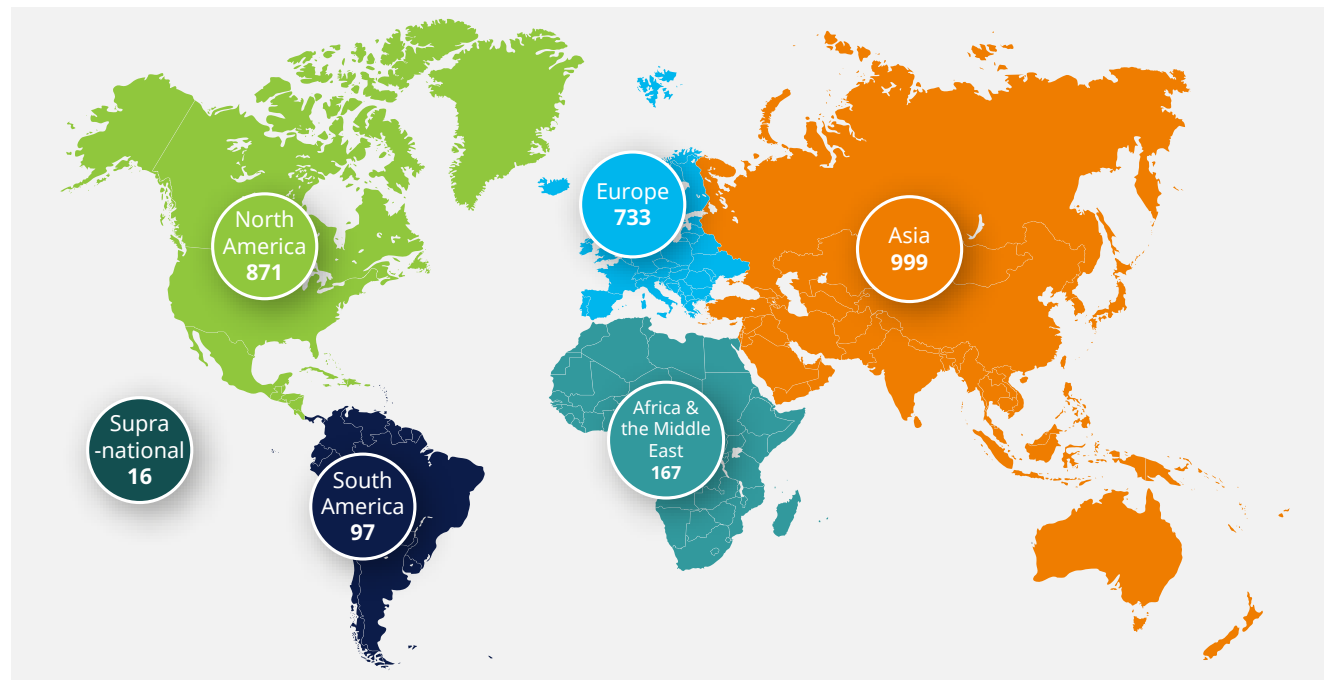 Europe
733
North
America
871
Asia
999
Supra
-national
16
Africa &
the Middle
East
167
South
America
97